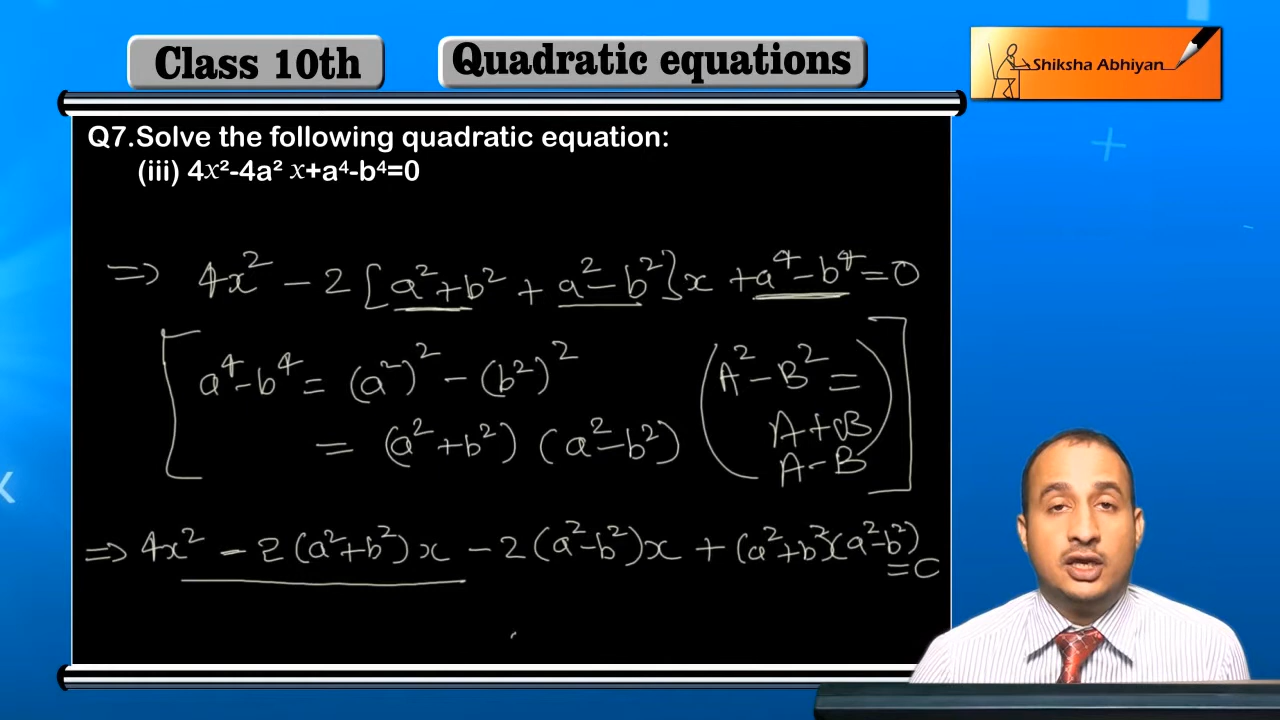 Class 10th
Quadratic equations
Shiksha Abhiyan
Q7.Solve the following quadratic equation:
(iii) 4x²-4a² x+a⁴-b⁴=0
=> 4x² - 2 [a²+b² + a²-b²}x + a⁴-b⁴=0
a⁴-b⁴ = (a²)² - (b²)²
= (a²+b²) (a²-b²)
(A²-B² =
A+B
A-B)
=> 4x² - 2(a²+b²)x - 2(a²-b²)x + (a²+b²)(a²-b²)
=0
x